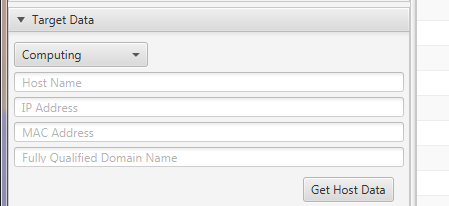 Target Data
Computing
Host Name
IP Address
MAC Address
Fully Qualified Domain Name
Get Host Data